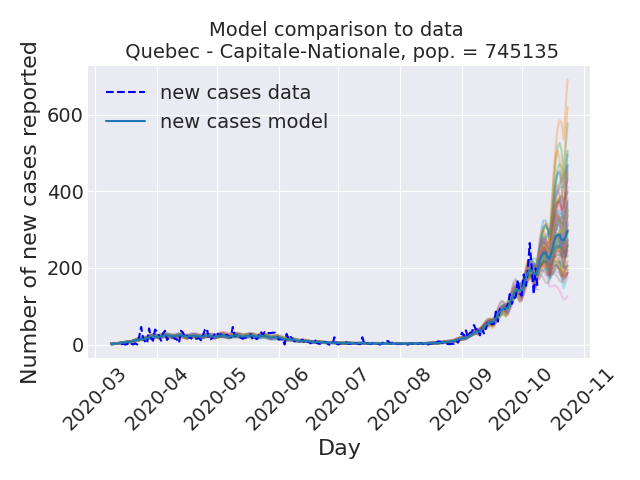 Model comparison to data
Quebec - Capitale-Nationale, pop. = 745135
Number of new cases reported
600
400
200
0
new cases data
new cases model
2020-03
2020-04
2020-05
2020-06
2020-07
2020-08
2020-09
2020-10
2020-11
Day